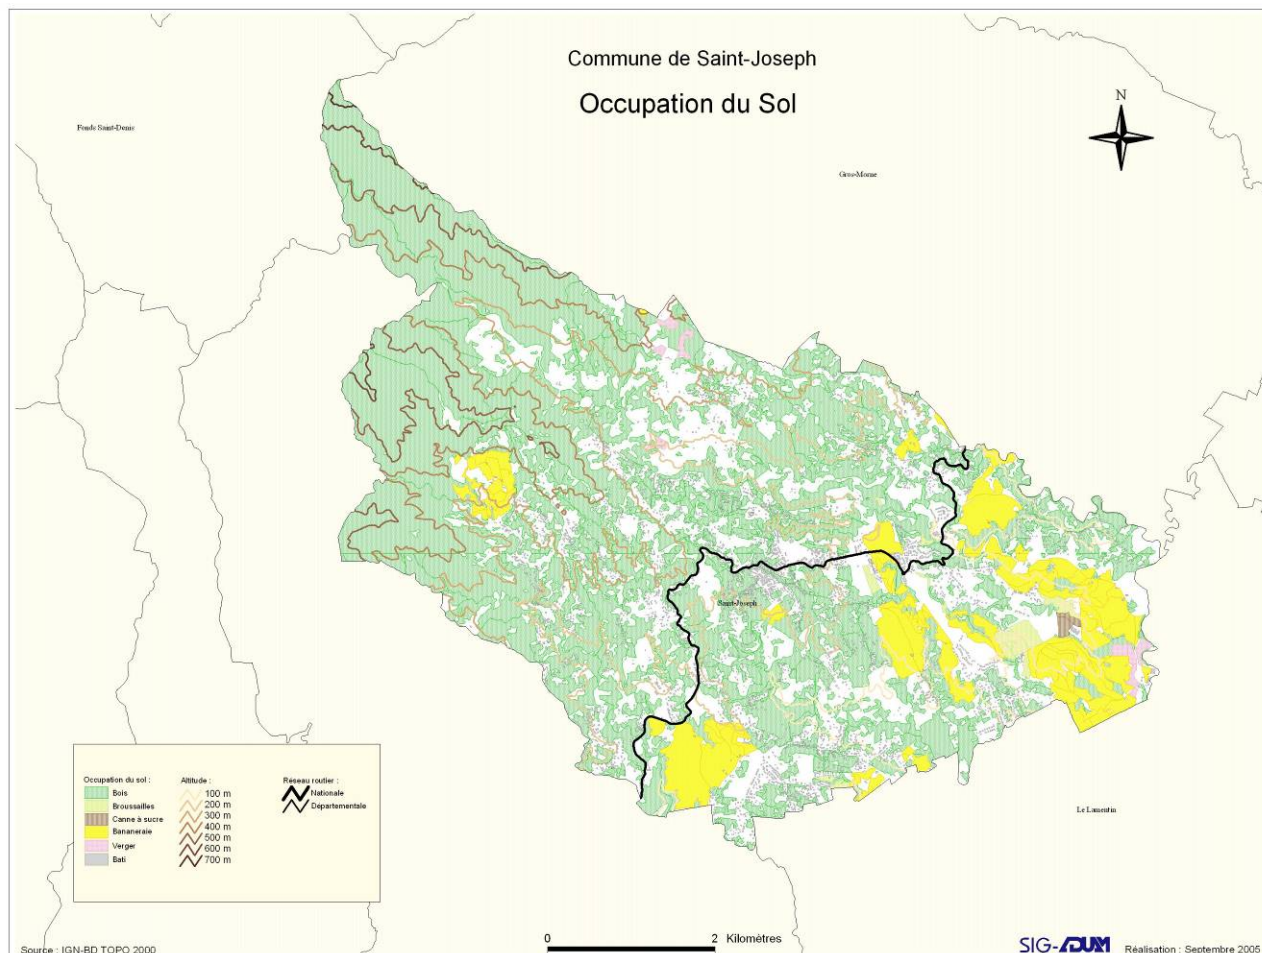 Commune de Saint-Joseph
Occupation du Sol
N
Fonds Saint-Denis
Gros-Morne
Saint-Joseph
Le Lamentin
Occupation du sol :
Bois
Broussailles
Canne à sucre
Bananeraie
Verger
Bati
Altitude :
100 m
200 m
300 m
400 m
500 m
600 m
700 m
Réseau routier :
Nationale
Départementale
Source : IGN-BD TOPO 2000
0 2 Kilomètres
SIG-ADUAM Réalisation : Septembre 2005